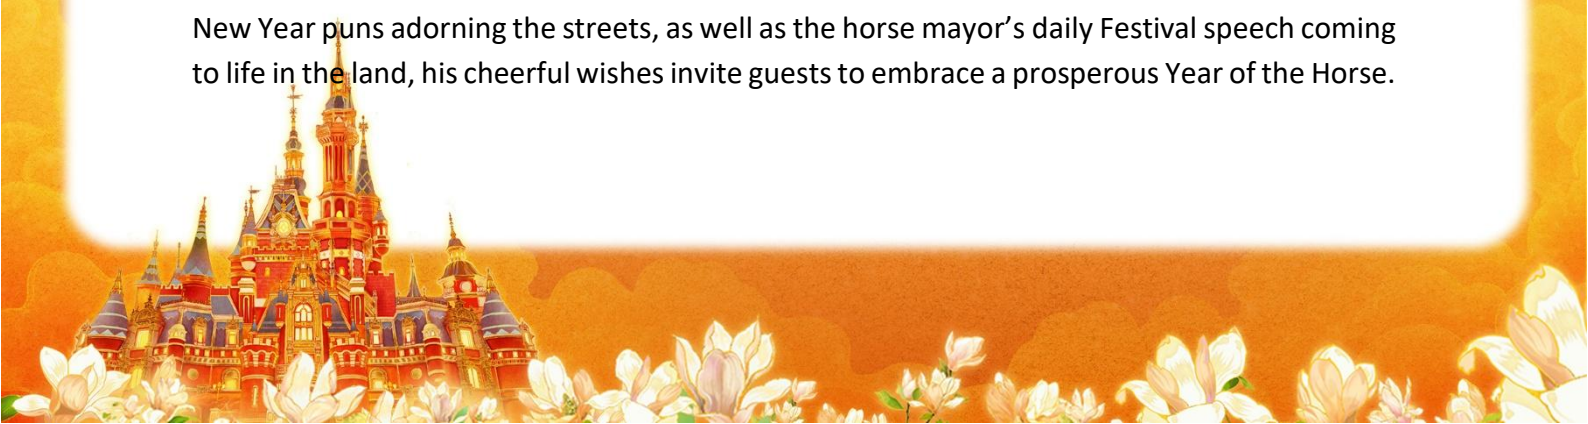 New Year puns adorning the streets, as well as the horse mayor’s daily Festival speech coming
to life in the land, his cheerful wishes invite guests to embrace a prosperous Year of the Horse.